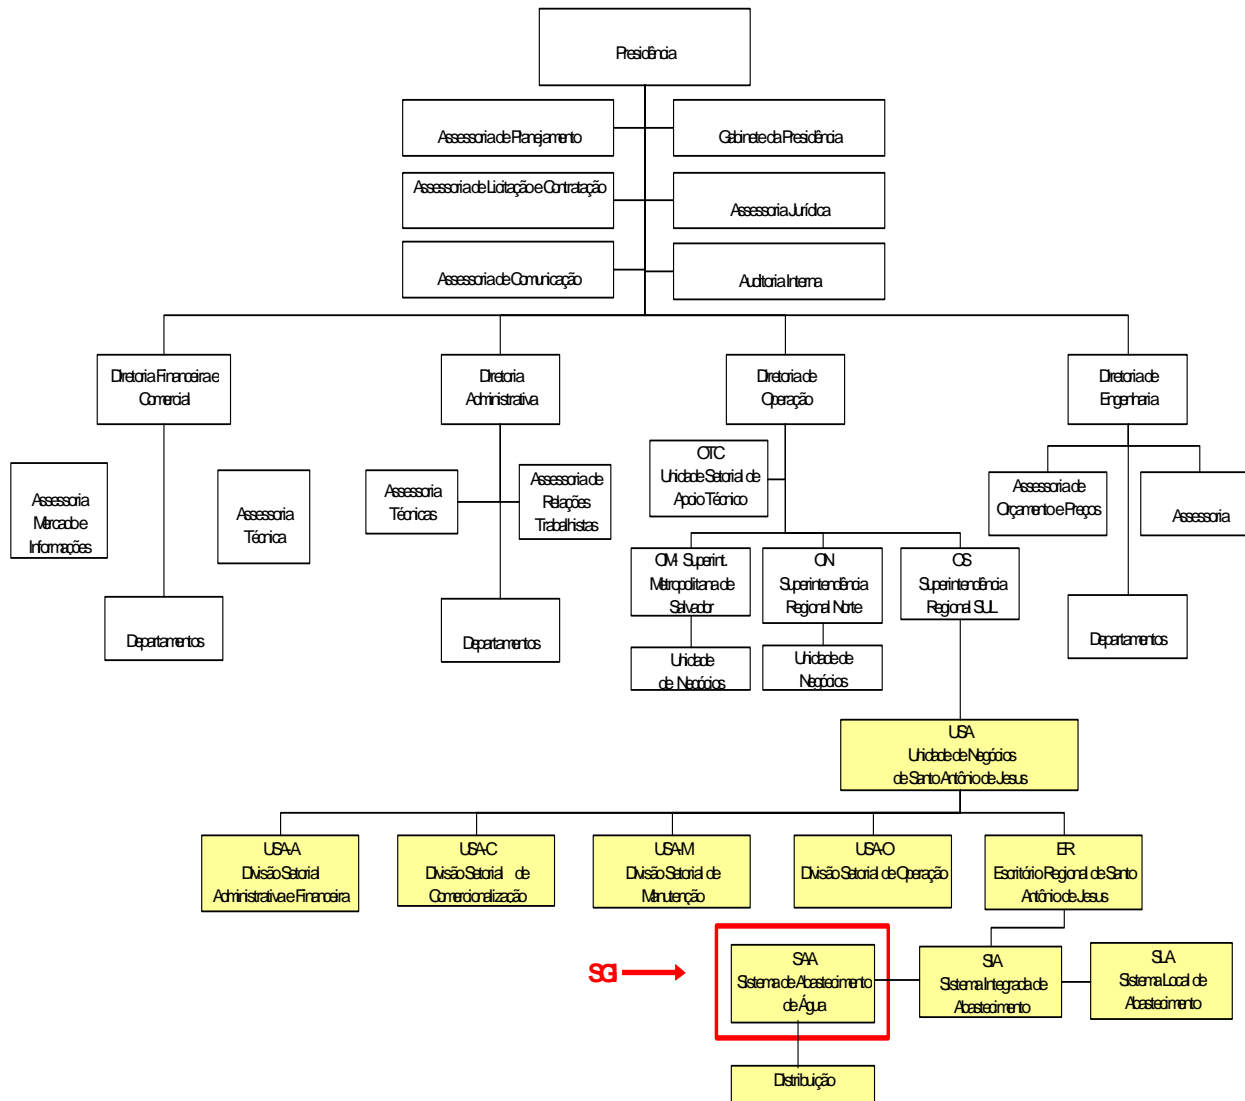 Presidência
Assessoria de Planejamento
Gabinete da Presidência
Assessoria de Licitação e Contratação
Assessoria Jurídica
Assessoria de Comunicação
Auditoria Interna
Diretoria Financeira e
Comercial
Diretoria
Administrativa
Diretoria de
Operação
Diretoria de
Engenharia
OTC
Unidade Setorial de
Apoio Técnico
Assessoria
Mercado e
Informações
Assessoria
Técnica
Assessoria
Técnicas
Assessoria de
Relações
Trabalhistas
Assessoria de
Orçamento e Preços
Assessoria
OM- Superint.
Metropolitana de
Salvador
ON
Superintendência
Regional Norte
OS
Superintendência
Regional SUL
Departamentos
Departamentos
Departamentos
Unidade
de Negócios
Unidade de
Negócios
USA
Unidade de Negócios
de Santo Antônio de Jesus
USA-A
Divisão Setorial
Administrativa e Financeira
USA-C
Divisão Setorial de
Comercialização
USA-M
Divisão Setorial de
Manutenção
USA-O
Divisão Setorial de Operação
ER
Escritório Regional de Santo
Antônio de Jesus
SGI
SAA
Sistema de Abastecimento
de Água
SIA
Sistema Integrada de
Abastecimento
SLA
Sistema Local de
Abastecimento
Distribuição